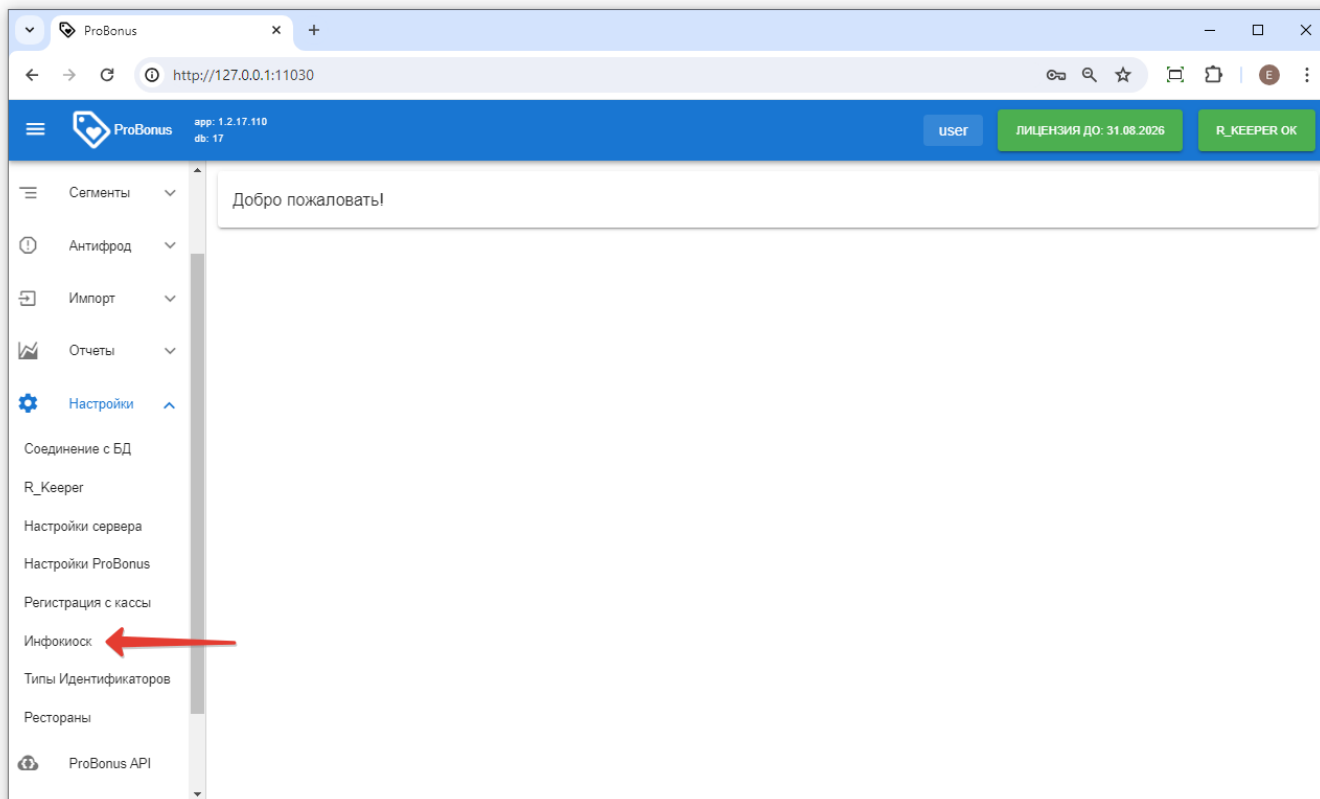 ProBonus
http://127.0.0.1:11030
E
ProBonus
app: 1.2.17.110
db: 17
user
ЛИЦЕНЗИЯ ДО: 31.08.2026
R_KEEPER OK
Сегменты
Антифрод
Импорт
Отчеты
Настройки
Соединение с БД
R_Keeper
Настройки сервера
Настройки ProBonus
Регистрация с кассы
Инфокиоск
Типы Идентификаторов
Рестораны
ProBonus API
Добро пожаловать!